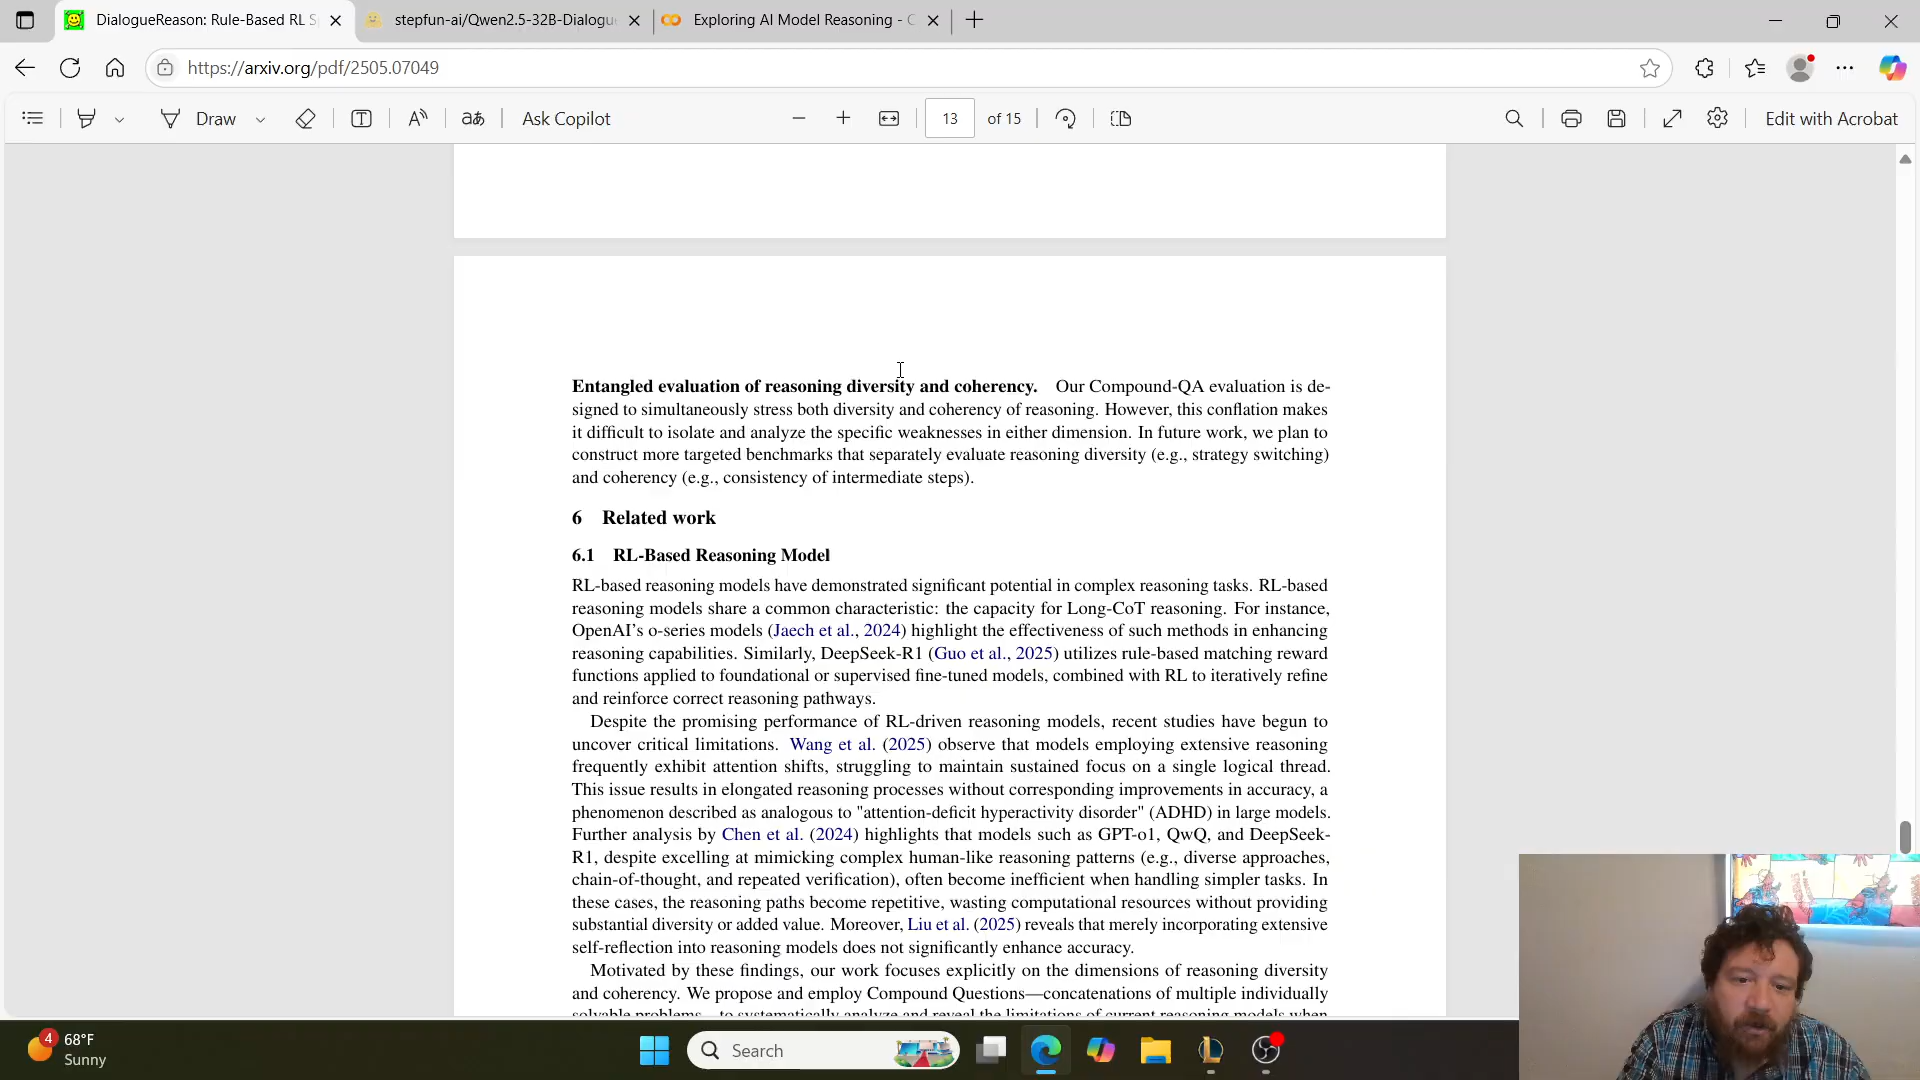 DialogueReason: Rule-Based RL S
stepfun-ai/Qwen2.5-32B-Dialogu
Exploring AI Model Reasoning - C
https://arxiv.org/pdf/2505.07049
Draw
aあ
Ask Copilot
13
of 15
Edit with Acrobat
Entangled evaluation of reasoning diversity and coherency. Our Compound-QA evaluation is de-
signed to simultaneously stress both diversity and coherency of reasoning. However, this conflation makes
it difficult to isolate and analyze the specific weaknesses in either dimension. In future work, we plan to
construct more targeted benchmarks that separately evaluate reasoning diversity (e.g., strategy switching)
and coherency (e.g., consistency of intermediate steps).
6 Related work
6.1 RL-Based Reasoning Model
RL-based reasoning models have demonstrated significant potential in complex reasoning tasks. RL-based
reasoning models share a common characteristic: the capacity for Long-CoT reasoning. For instance,
OpenAI's o-series models (Jaech et al., 2024) highlight the effectiveness of such methods in enhancing
reasoning capabilities. Similarly, DeepSeek-R1 (Guo et al., 2025) utilizes rule-based matching reward
functions applied to foundational or supervised fine-tuned models, combined with RL to iteratively refine
and reinforce correct reasoning pathways.
Despite the promising performance of RL-driven reasoning models, recent studies have begun to
uncover critical limitations. Wang et al. (2025) observe that models employing extensive reasoning
frequently exhibit attention shifts, struggling to maintain sustained focus on a single logical thread.
This issue results in elongated reasoning processes without corresponding improvements in accuracy, a
phenomenon described as analogous to "attention-deficit hyperactivity disorder" (ADHD) in large models.
Further analysis by Chen et al. (2024) highlights that models such as GPT-o1, QwQ, and DeepSeek-
R1, despite excelling at mimicking complex human-like reasoning patterns (e.g., diverse approaches,
chain-of-thought, and repeated verification), often become inefficient when handling simpler tasks. In
these cases, the reasoning paths become repetitive, wasting computational resources without providing
substantial diversity or added value. Moreover, Liu et al. (2025) reveals that merely incorporating extensive
self-reflection into reasoning models does not significantly enhance accuracy.
Motivated by these findings, our work focuses explicitly on the dimensions of reasoning diversity
and coherency. We propose and employ Compound Questions—concatenations of multiple individually
solvable problems—to systematically analyze and reveal the limitations of current reasoning models when
4
68°F
Sunny
Search